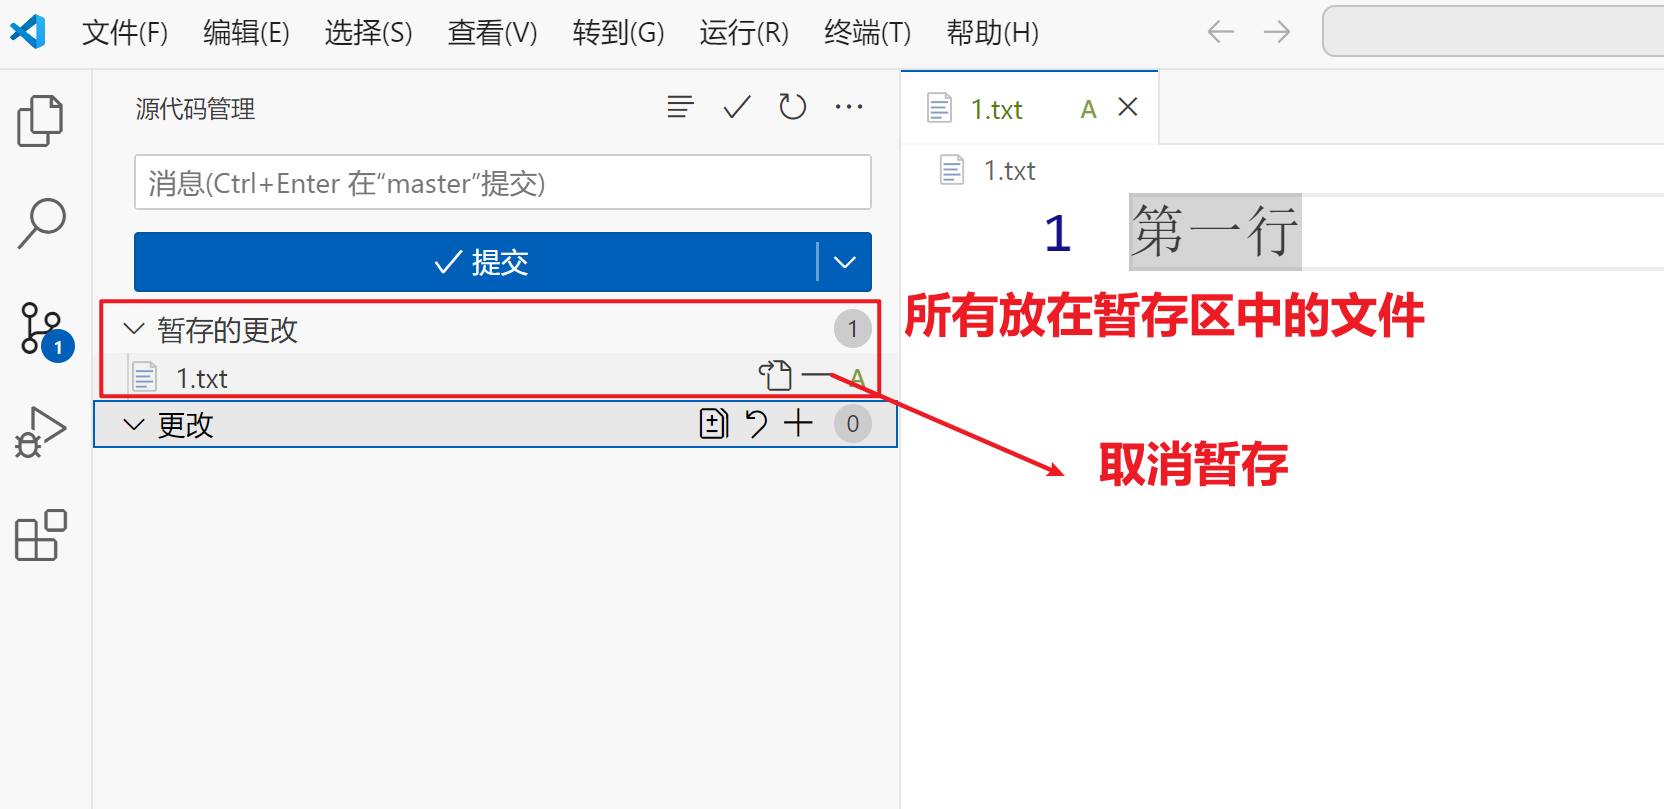 文件(F) 编辑(E) 选择(S) 查看(V) 转到(G) 运行(R) 终端(T) 帮助(H)
源代码管理
1.txt A
消息(Ctrl+Enter 在“master”提交)
1.txt
1 第一行
提交
所有放在暂存区中的文件
暂存的更改 1
1
1.txt A
更改 0
取消暂存